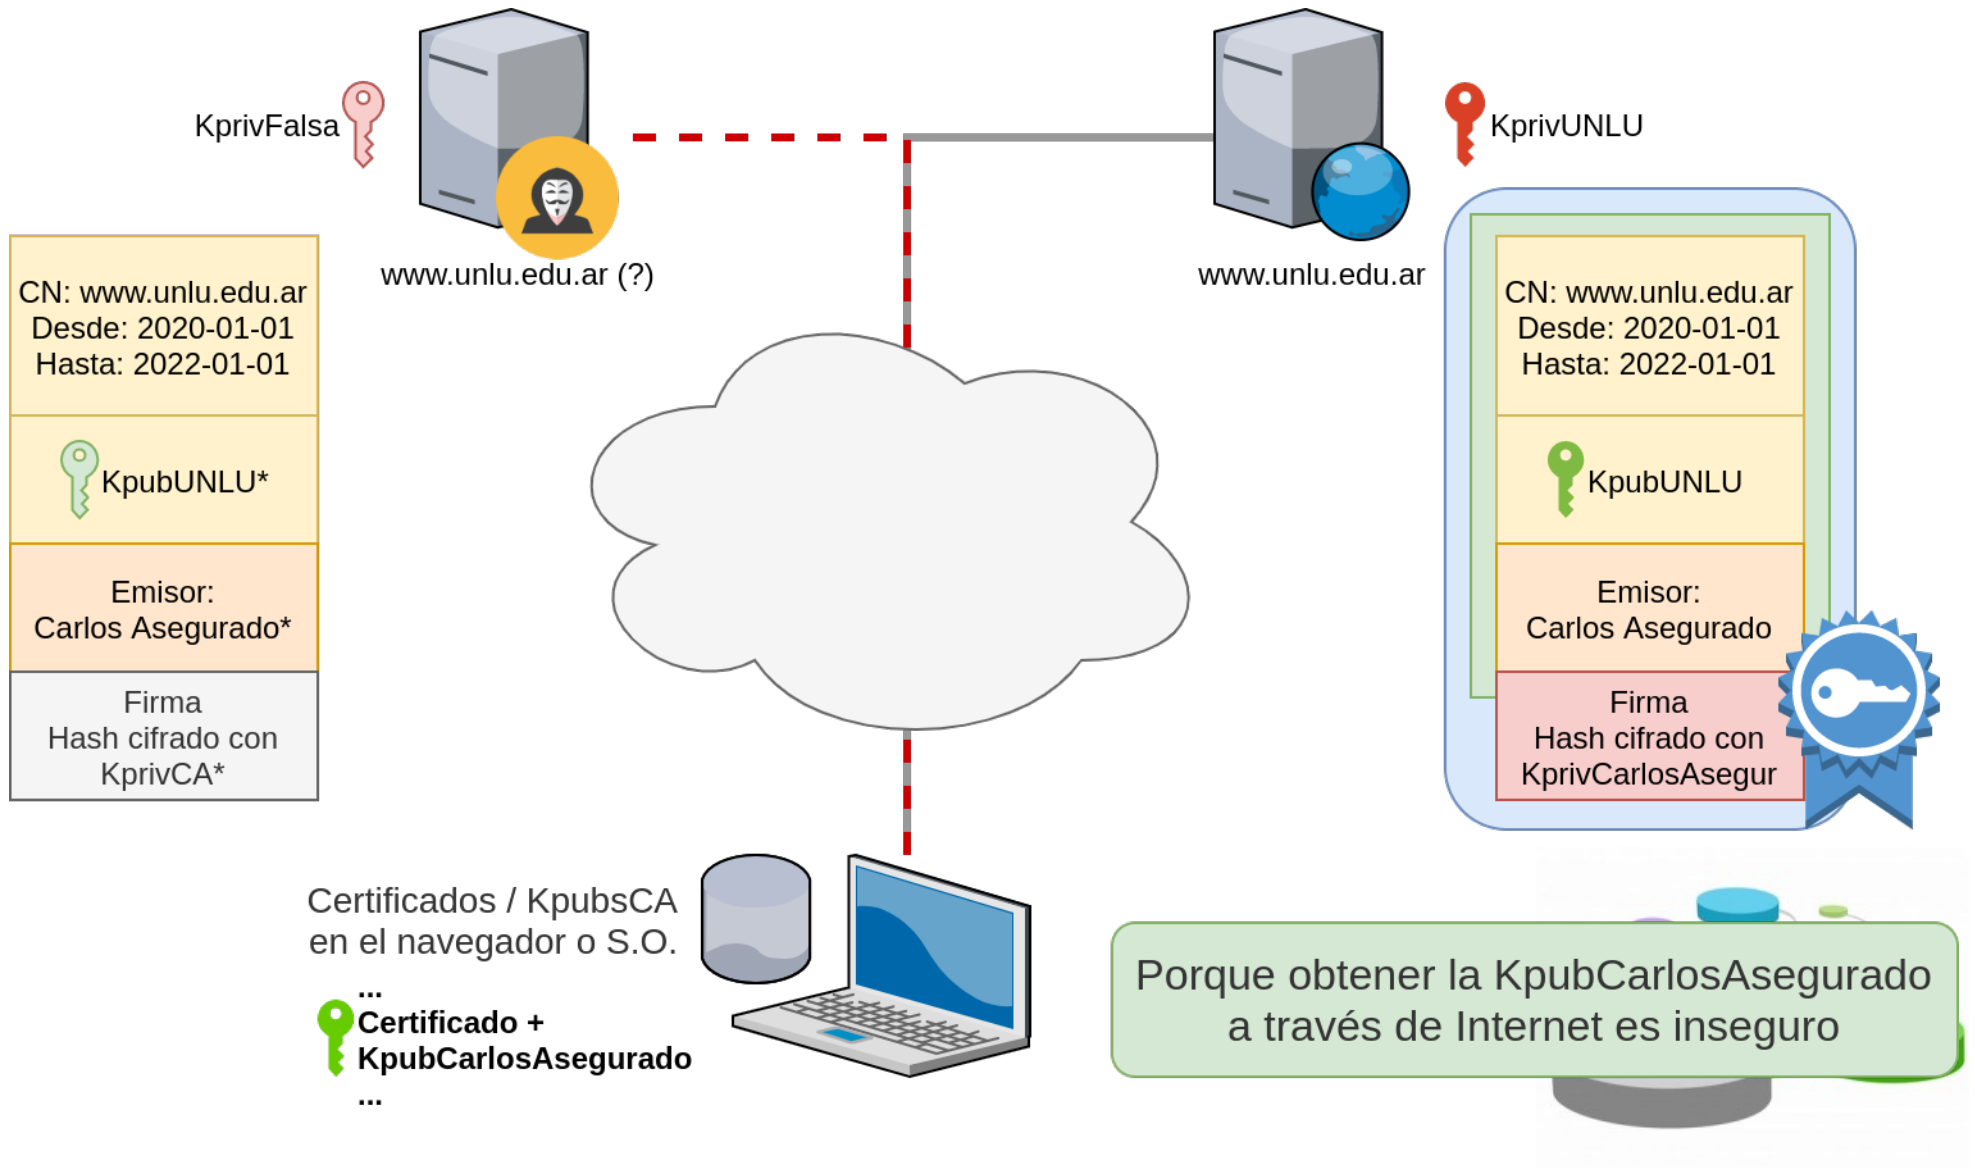 KprivFalsa
KprivUNLU
www.unlu.edu.ar (?)
www.unlu.edu.ar
CN: www.unlu.edu.ar
Desde: 2020-01-01
Hasta: 2022-01-01
KpubUNLU*
Emisor:
Carlos Asegurado*
Firma
Hash cifrado con
KprivCA*
CN: www.unlu.edu.ar
Desde: 2020-01-01
Hasta: 2022-01-01
KpubUNLU
Emisor:
Carlos Asegurado
Firma
Hash cifrado con
KprivCarlosAsegur
Certificados / KpubsCA
en el navegador o S.O.
...
Certificado +
KpubCarlosAsegurado
...
Porque obtener la KpubCarlosAsegurado
a través de Internet es inseguro